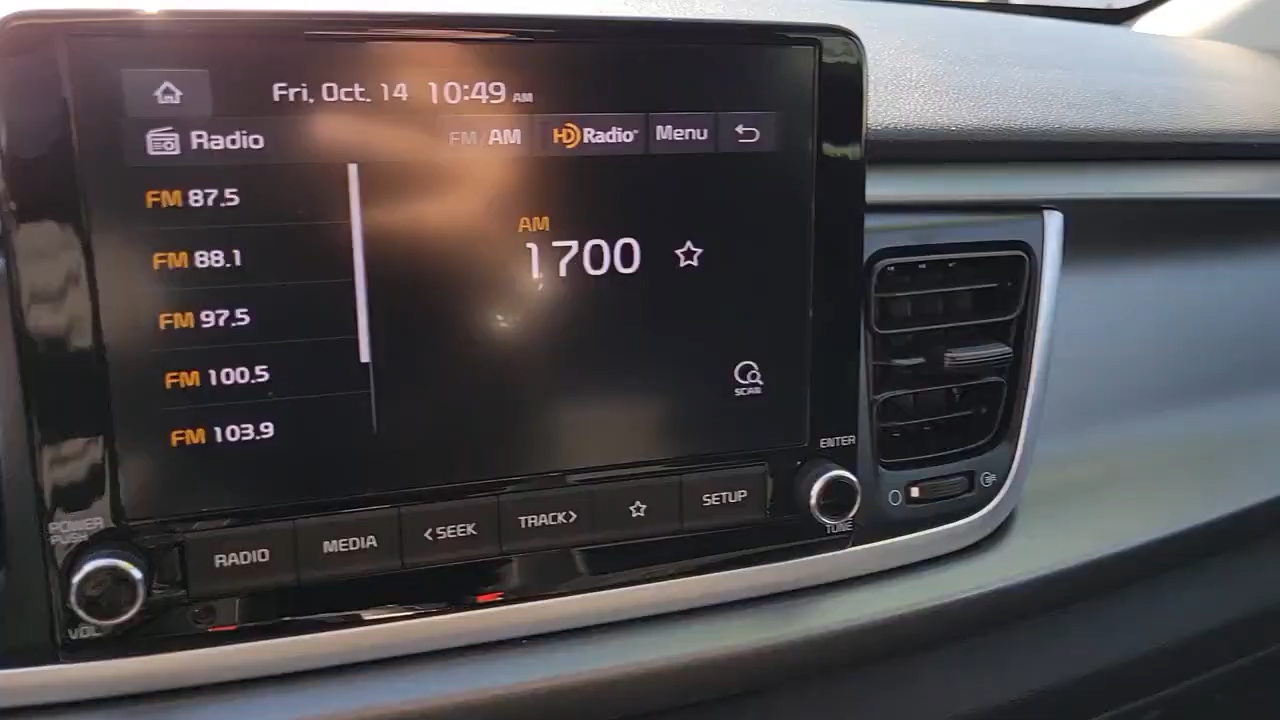 Fri, Oct. 14 10:49 AM
Radio FM/AM HD Radio Menu
FM 87.5
FM 88.1
FM 97.5
FM 100.5
FM 103.9
AM
1700
SCAN
ENTER
TUNE
POWER
PUSH
VOL
RADIO MEDIA <SEEK TRACK> SETUP